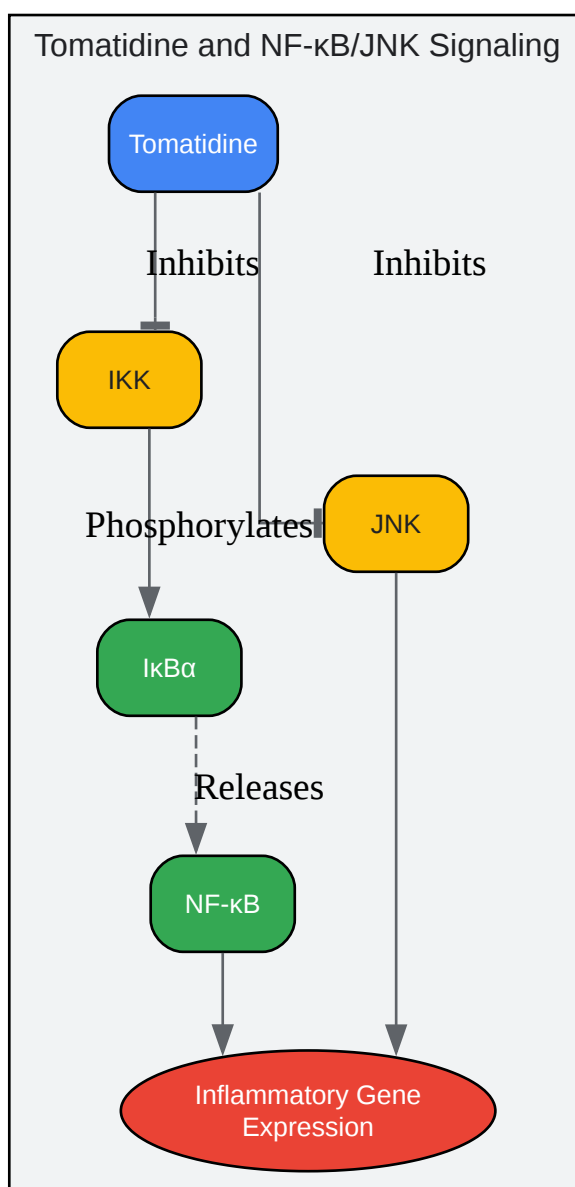 Tomatidine and NF-κB/JNK Signaling
Tomatidine
Inhibits
Inhibits
IKK
Phosphorylates
JNK
IκBα
Releases
NF-κB
Inflammatory Gene
Expression